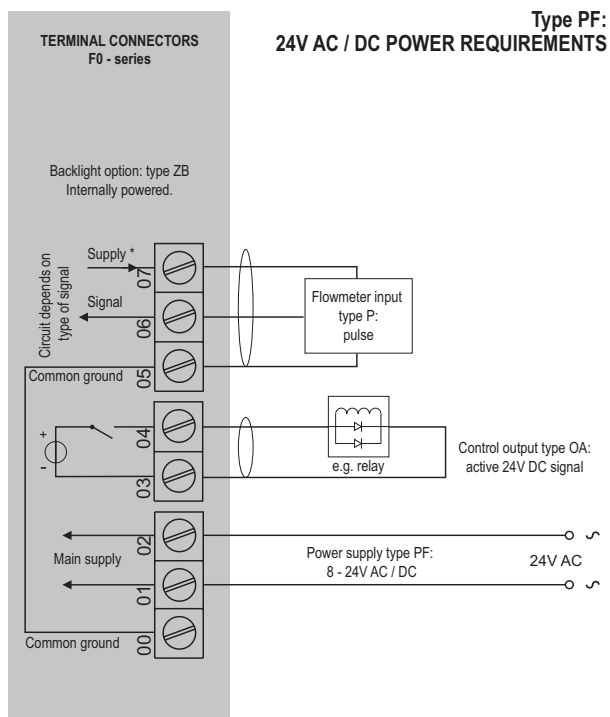 Type PF:
24V AC / DC POWER REQUIREMENTS
TERMINAL CONNECTORS
F0 - series
Backlight option: type ZB
Internally powered.
Circuit depends on
type of signal
Supply *
07
Signal
06
Common ground
05
Flowmeter input
type P:
pulse
+
-
04
03
e.g. relay
Control output type OA:
active 24V DC signal
Main supply
02
01
Power supply type PF:
8 - 24V AC / DC
24V AC
Common ground
00